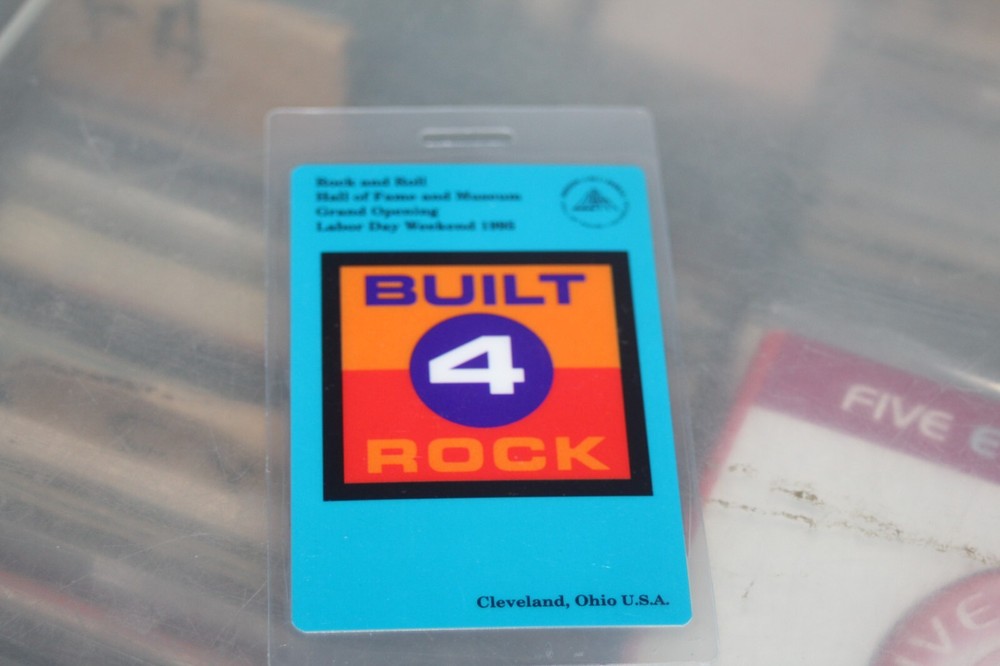 Rock and Roll
Hall of Fame and Museum
Grand Opening
Labor Day Weekend 1995
BUILT
4
ROCK
Cleveland, Ohio U.S.A.
FIVE